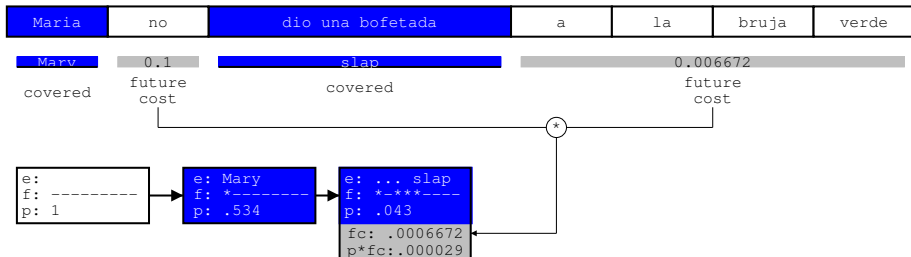 Maria no dio una bofetada a la bruja verde
Mary 0.1 slap 0.006672
covered future cost covered future cost
*
e:
f: ---------
p: 1
e: Mary
f: *--------
p: .534
e: ... slap
f: *-***----
p: .043
fc: .0006672
p*fc:.000029